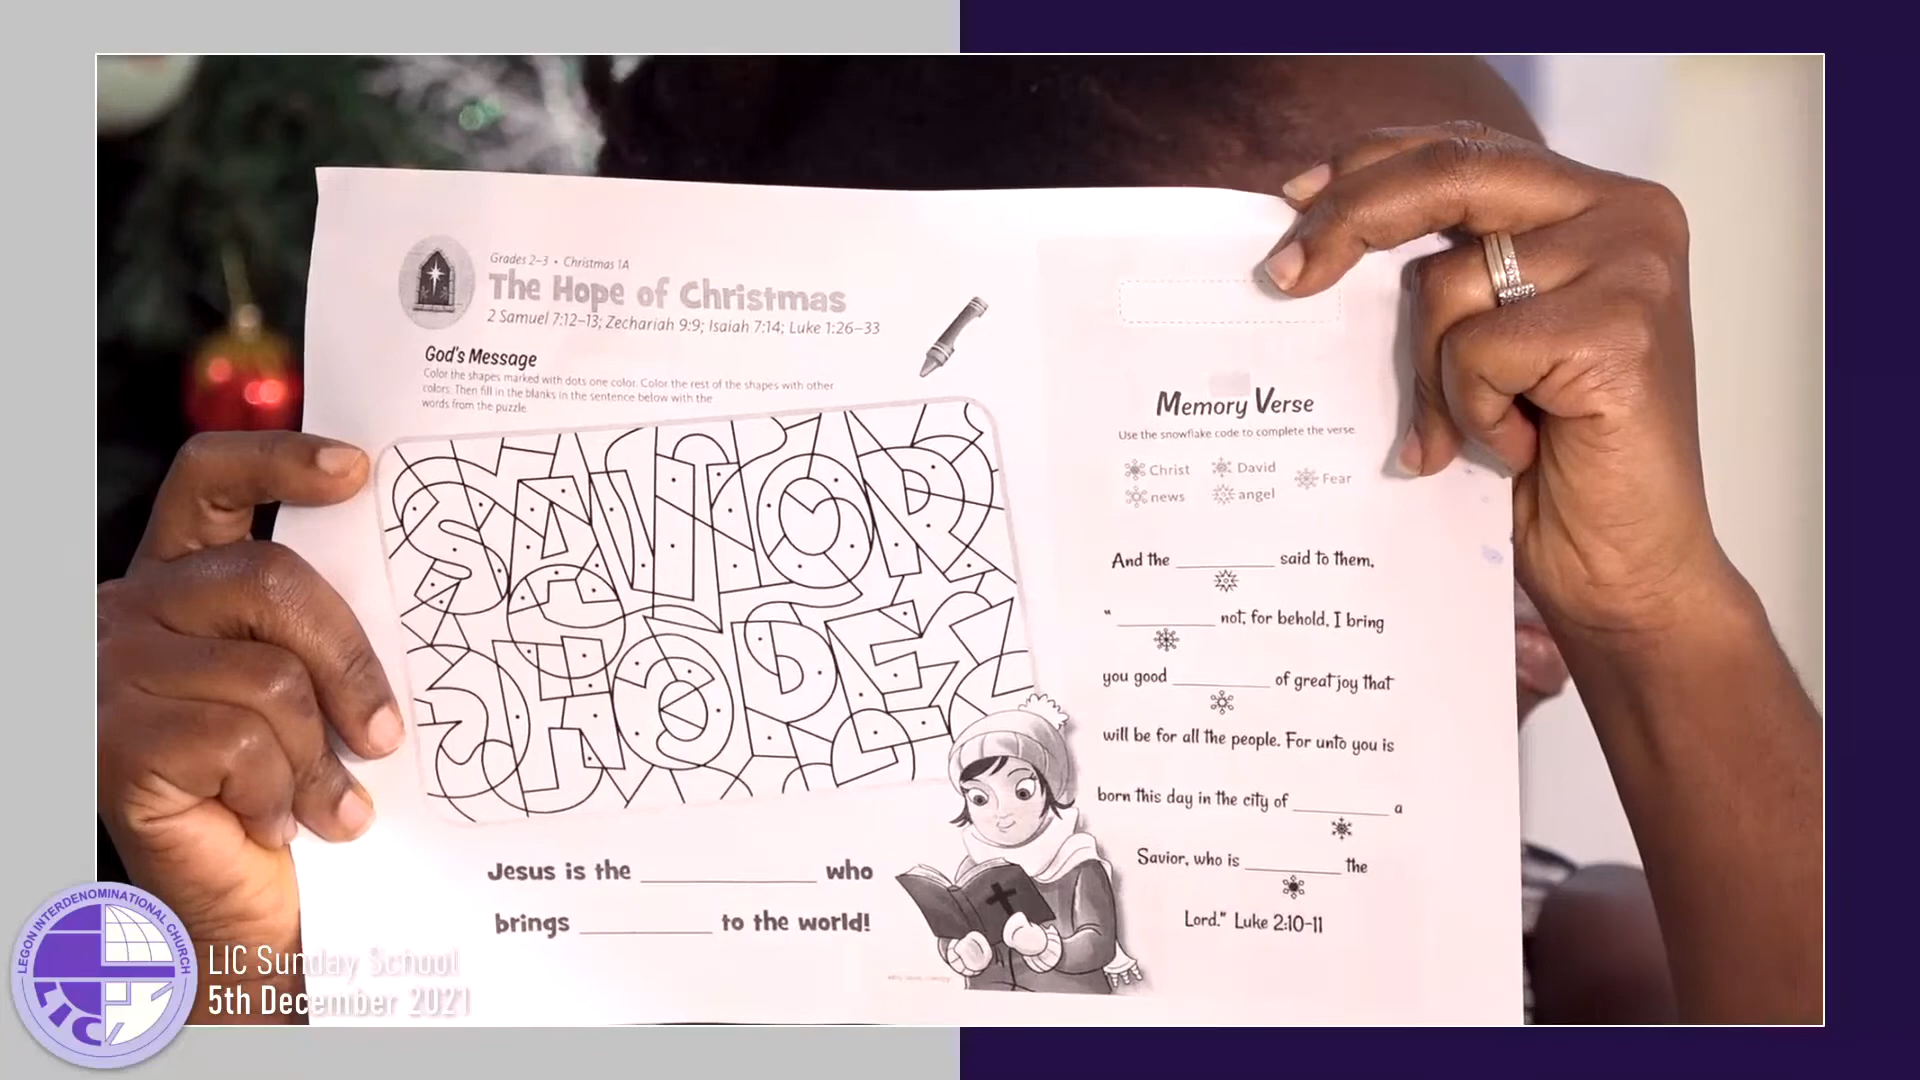 Grades 2–3 • Christmas 1A
The Hope of Christmas
2 Samuel 7:12–13; Zechariah 9:9; Isaiah 7:14; Luke 1:26–33
God's Message
Color the shapes marked with dots one color. Color the rest of the shapes with other
colors. Then fill in the blanks in the sentence below with the
words from the puzzle.
SAVIOR
HOPE
Jesus is the ____________ who
brings _________ to the world!
Memory Verse
Use the snowflake code to complete the verse.
Christ David Fear
news angel
And the _________ said to them,
"_________ not, for behold, I bring
you good _________ of great joy that
will be for all the people. For unto you is
born this day in the city of _________ a
Savior, who is _________ the
Lord." Luke 2:10–11
LEGON INTERDENOMINATIONAL CHURCH
LIC
LIC Sunday School
5th December 2021